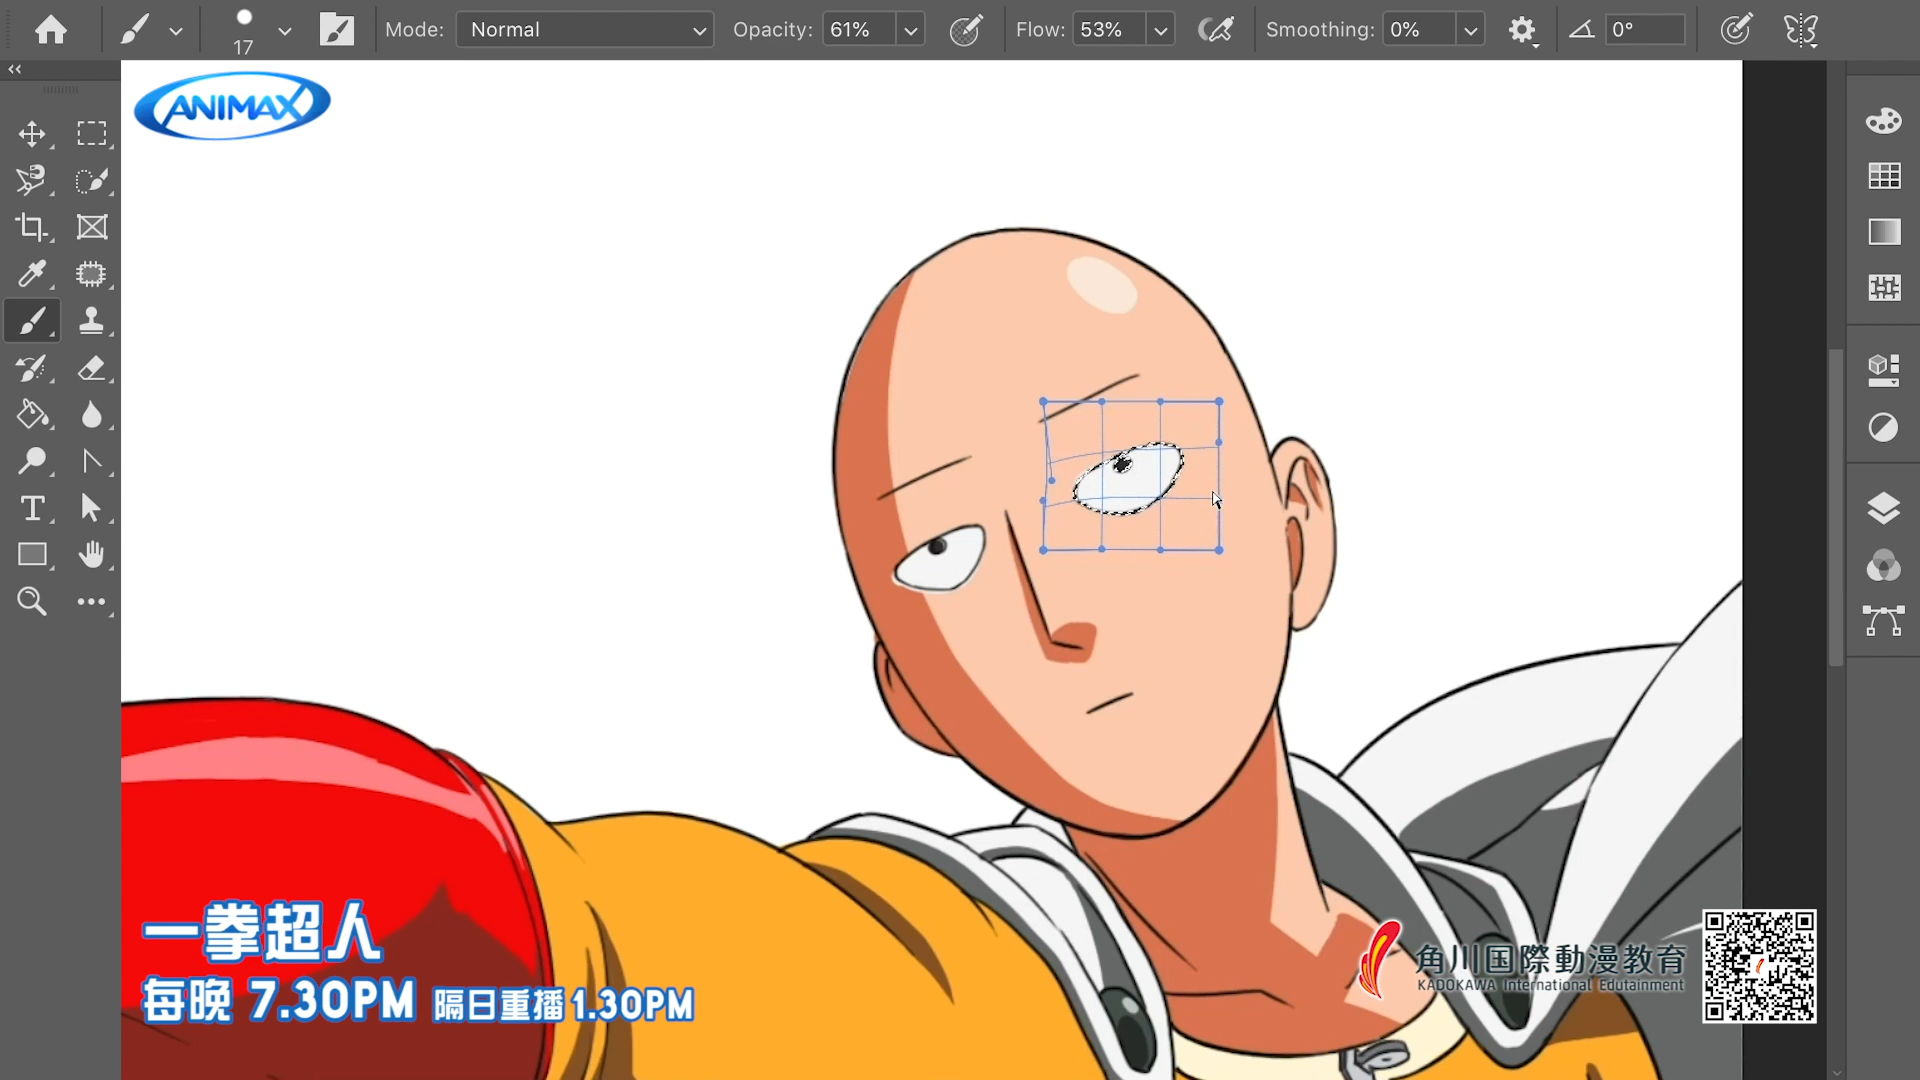 Mode: Normal Opacity: 61% Flow: 53% Smoothing: 0% 0°
17
ANIMAX
一拳超人
每晚 7.30PM 隔日重播1.30PM
角川国際動漫教育
KADOKAWA International Edutainment